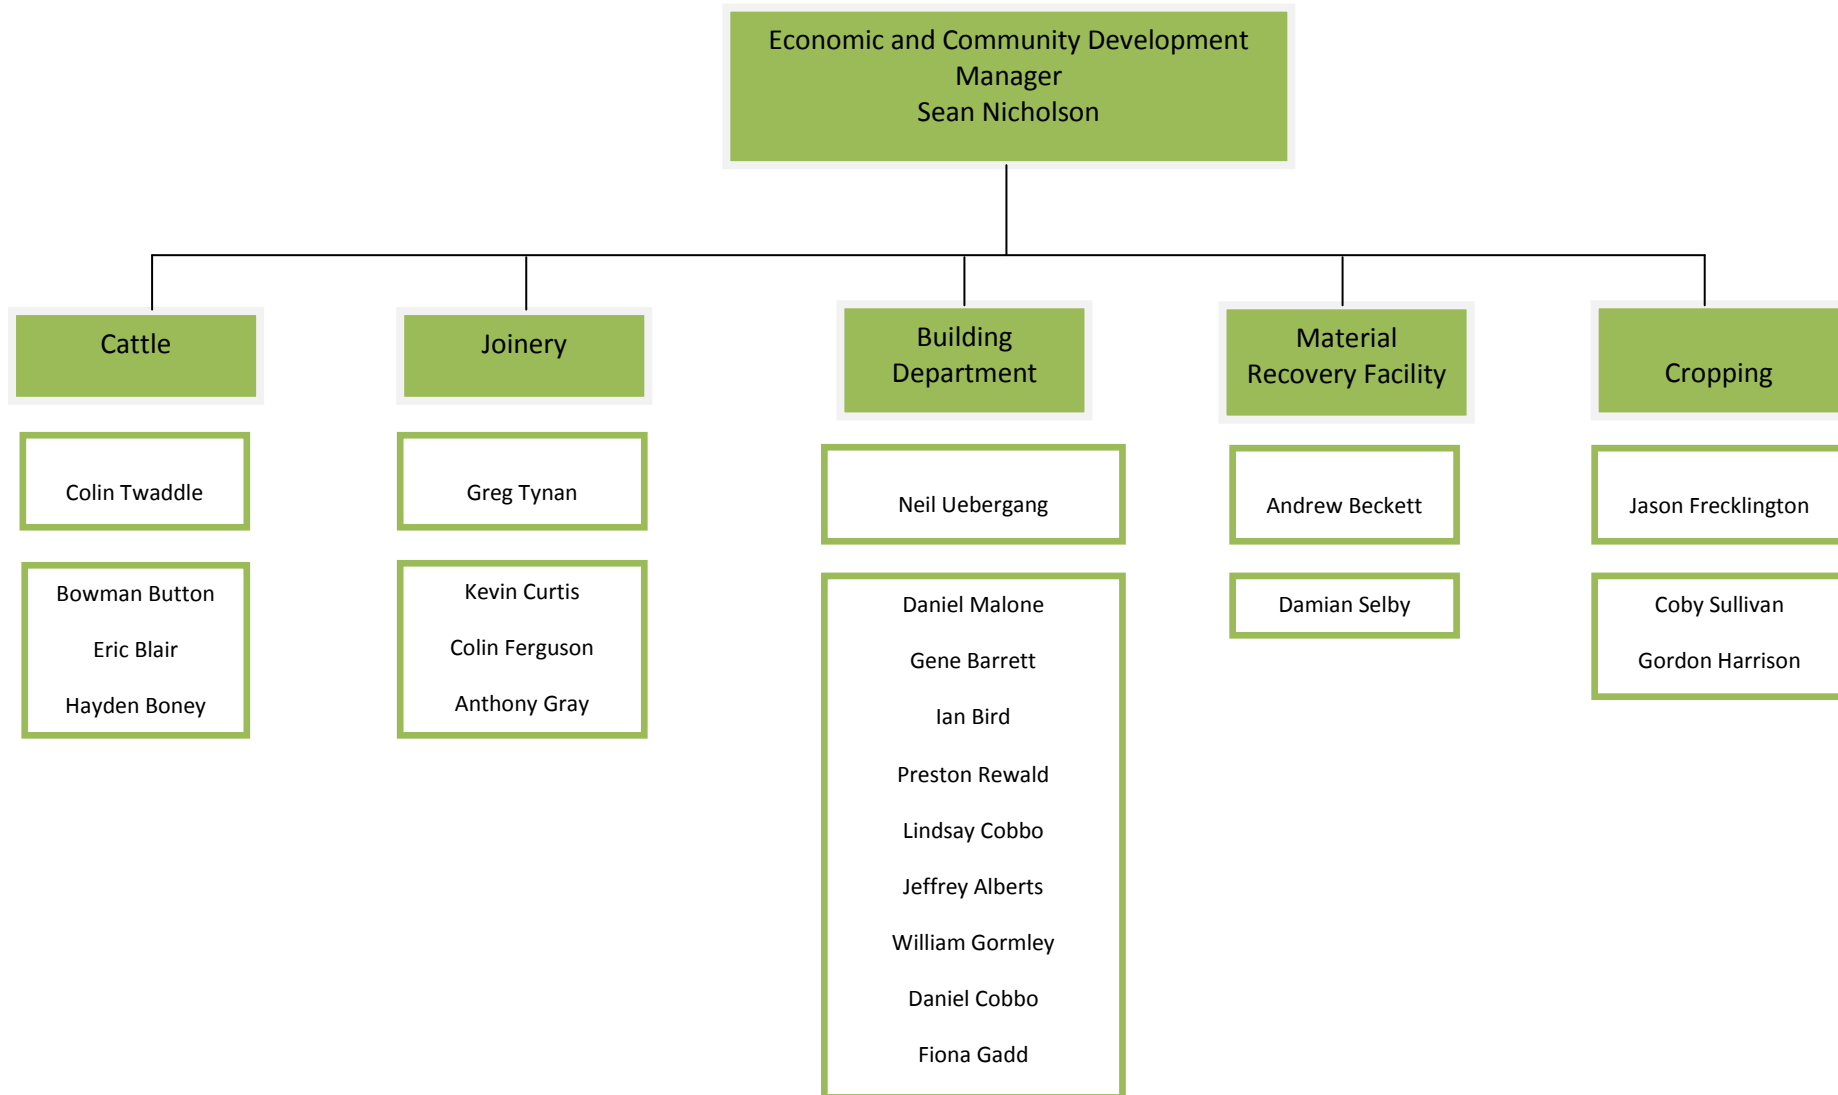 Economic and Community Development
Manager
Sean Nicholson
Cattle
Joinery
Building
Department
Material
Recovery Facility
Cropping
Colin Twaddle
Greg Tynan
Neil Uebergang
Andrew Beckett
Jason Frecklington
Bowman Button
Eric Blair
Hayden Boney
Kevin Curtis
Colin Ferguson
Anthony Gray
Daniel Malone
Gene Barrett
Ian Bird
Preston Rewald
Lindsay Cobbo
Jeffrey Alberts
William Gormley
Daniel Cobbo
Fiona Gadd
Damian Selby
Coby Sullivan
Gordon Harrison